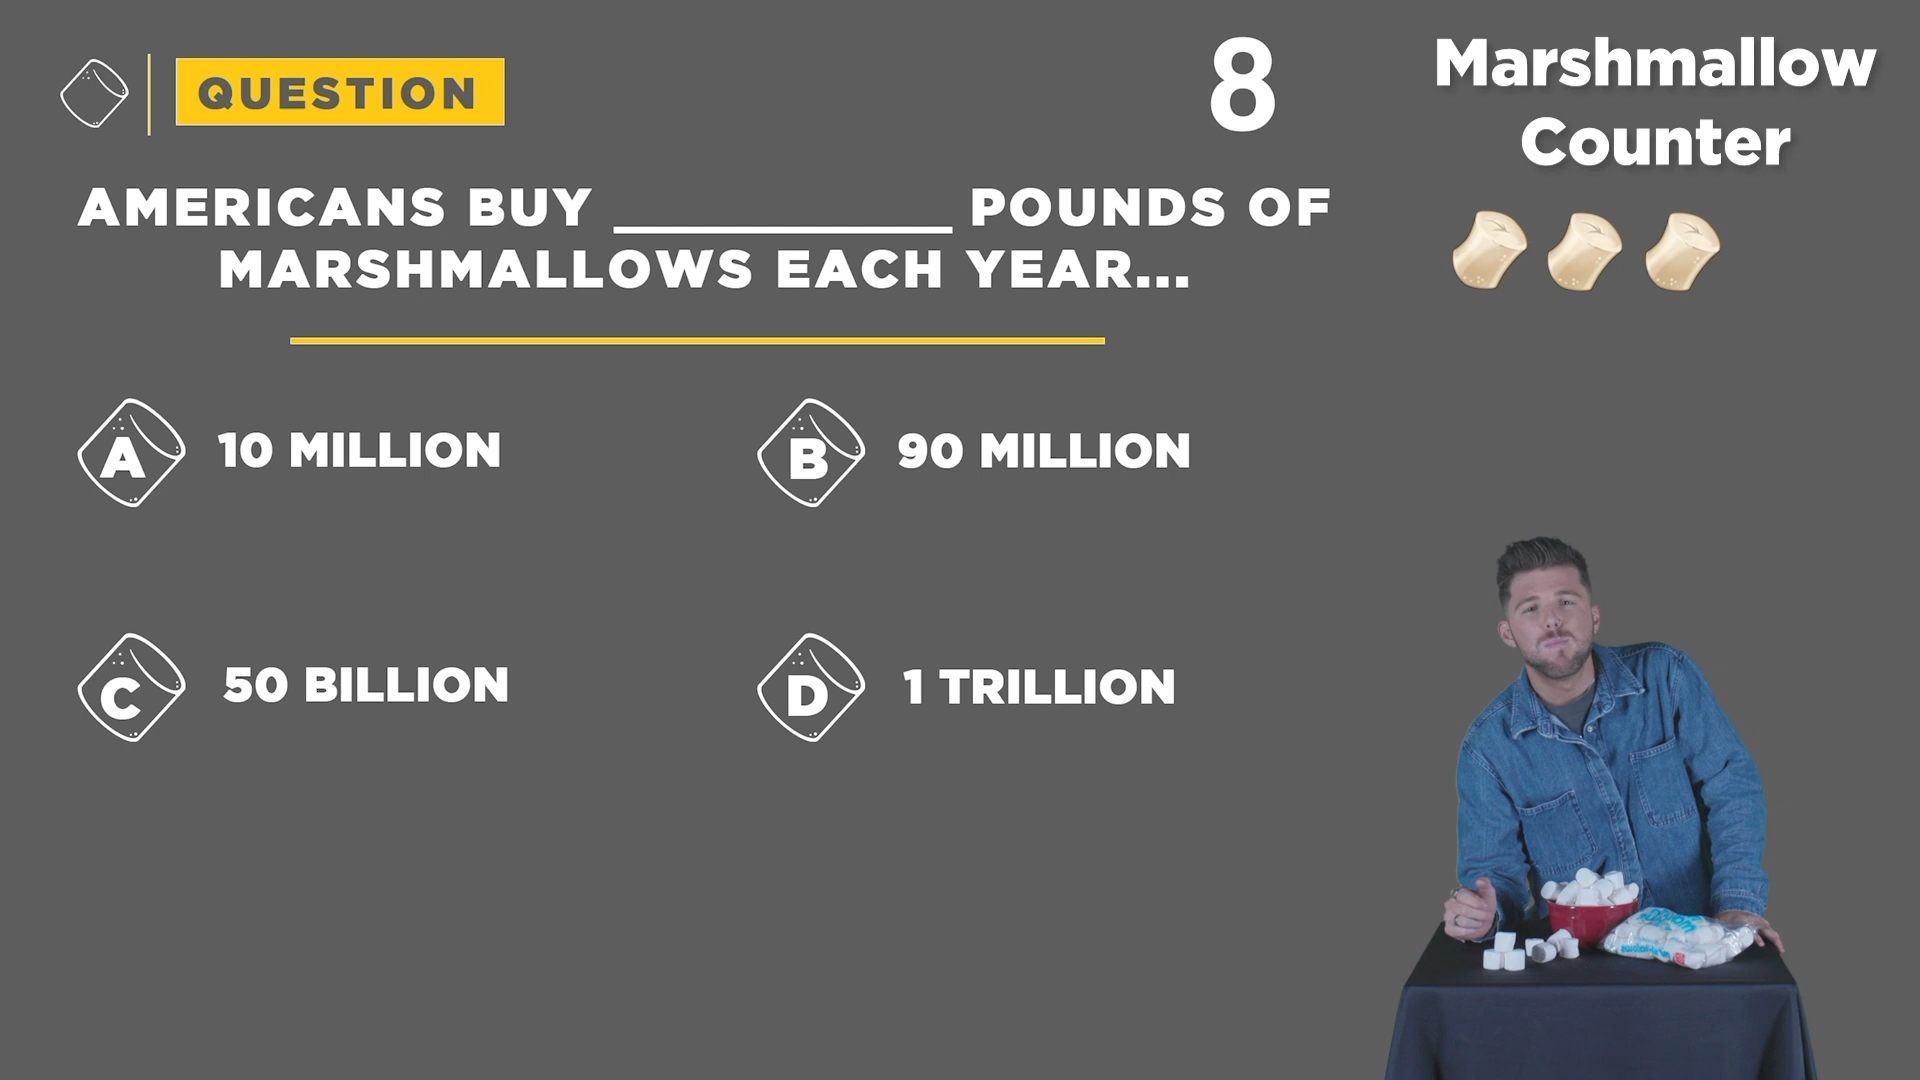 QUESTION
8
Marshmallow
Counter
AMERICANS BUY __________ POUNDS OF
MARSHMALLOWS EACH YEAR...
A 10 MILLION
B 90 MILLION
C 50 BILLION
D 1 TRILLION